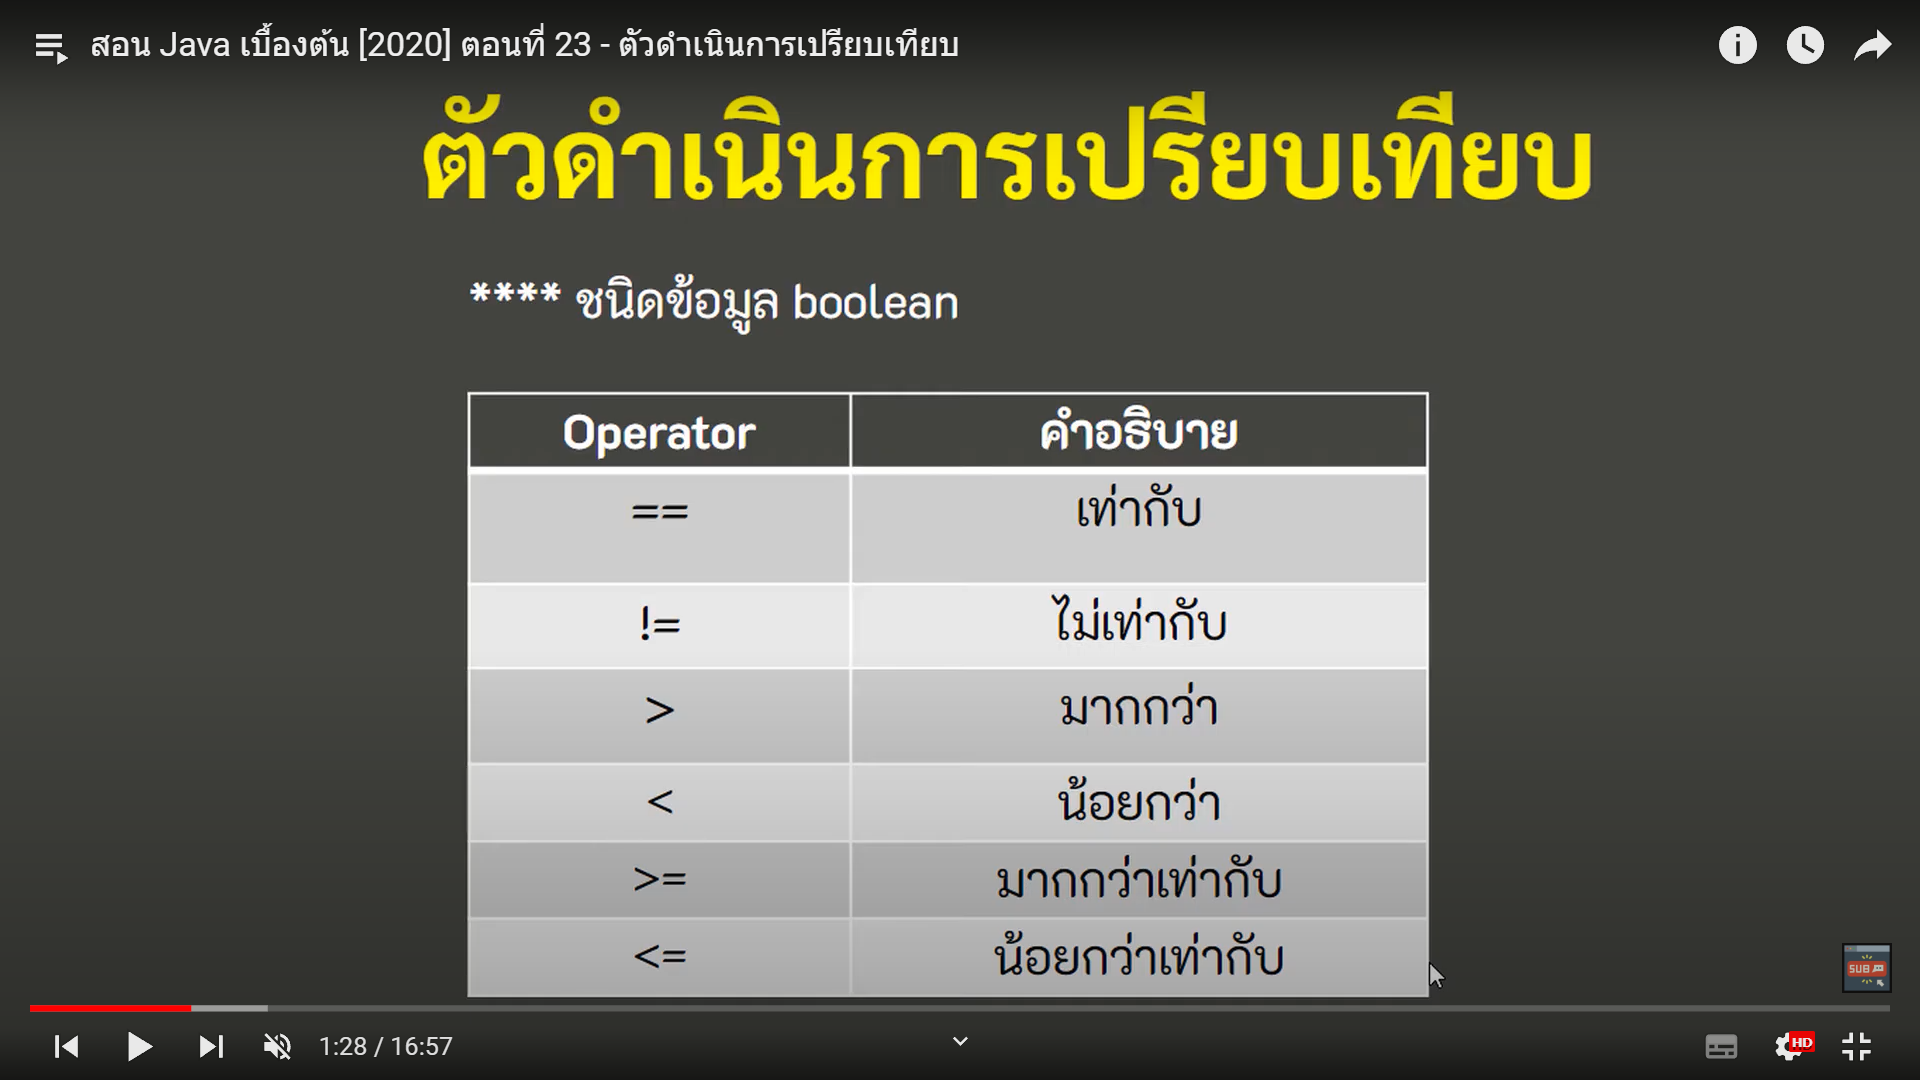 สอน Java เบื้องต้น [2020] ตอนที่ 23 - ตัวดำเนินการเปรียบเทียบ
ตัวดำเนินการเปรียบเทียบ
**** ชนิดข้อมูล boolean
Operator คำอธิบาย
== เท่ากับ
!= ไม่เท่ากับ
> มากกว่า
< น้อยกว่า
>= มากกว่าเท่ากับ
<= น้อยกว่าเท่ากับ
SUB
1:28 / 16:57
HD